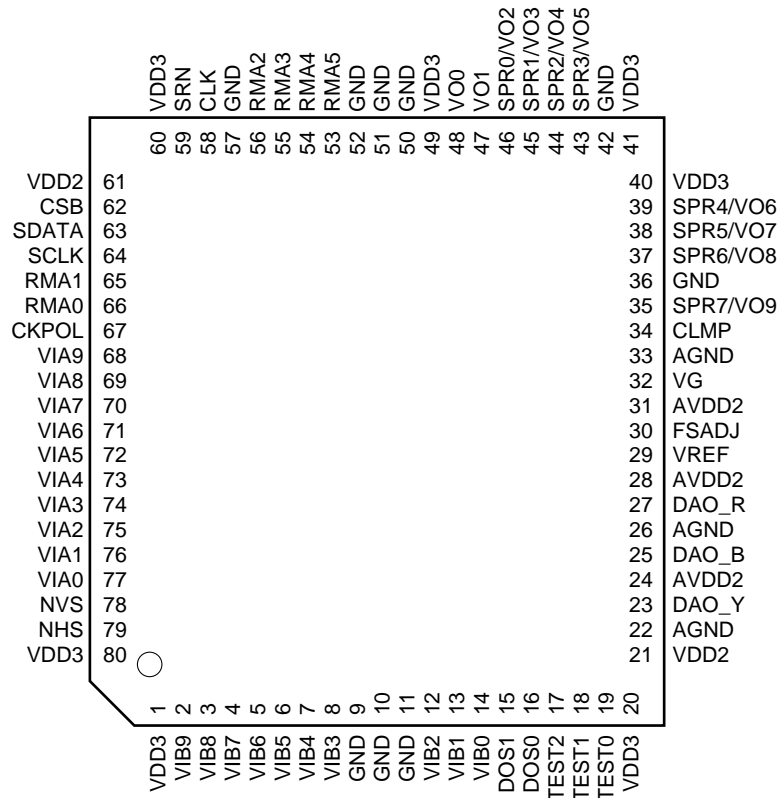 VDD3 SRN CLK GND RMA2 RMA3 RMA4 RMA5 GND GND GND VDD3 VO0 VO1 SPR0/VO2 SPR1/VO3 SPR2/VO4 SPR3/VO5 GND VDD3
60 59 58 57 56 55 54 53 52 51 50 49 48 47 46 45 44 43 42 41
VDD2 61 40 VDD3
CSB 62 39 SPR4/VO6
SDATA 63 38 SPR5/VO7
SCLK 64 37 SPR6/VO8
RMA1 65 36 GND
RMA0 66 35 SPR7/VO9
CKPOL 67 34 CLMP
VIA9 68 33 AGND
VIA8 69 32 VG
VIA7 70 31 AVDD2
VIA6 71 30 FSADJ
VIA5 72 29 VREF
VIA4 73 28 AVDD2
VIA3 74 27 DAO_R
VIA2 75 26 AGND
VIA1 76 25 DAO_B
VIA0 77 24 AVDD2
NVS 78 23 DAO_Y
NHS 79 22 AGND
VDD3 80 21 VDD2
1 2 3 4 5 6 7 8 9 10 11 12 13 14 15 16 17 18 19 20
VDD3 VIB9 VIB8 VIB7 VIB6 VIB5 VIB4 VIB3 GND GND GND VIB2 VIB1 VIB0 DOS1 DOS0 TEST2 TEST1 TEST0 VDD3